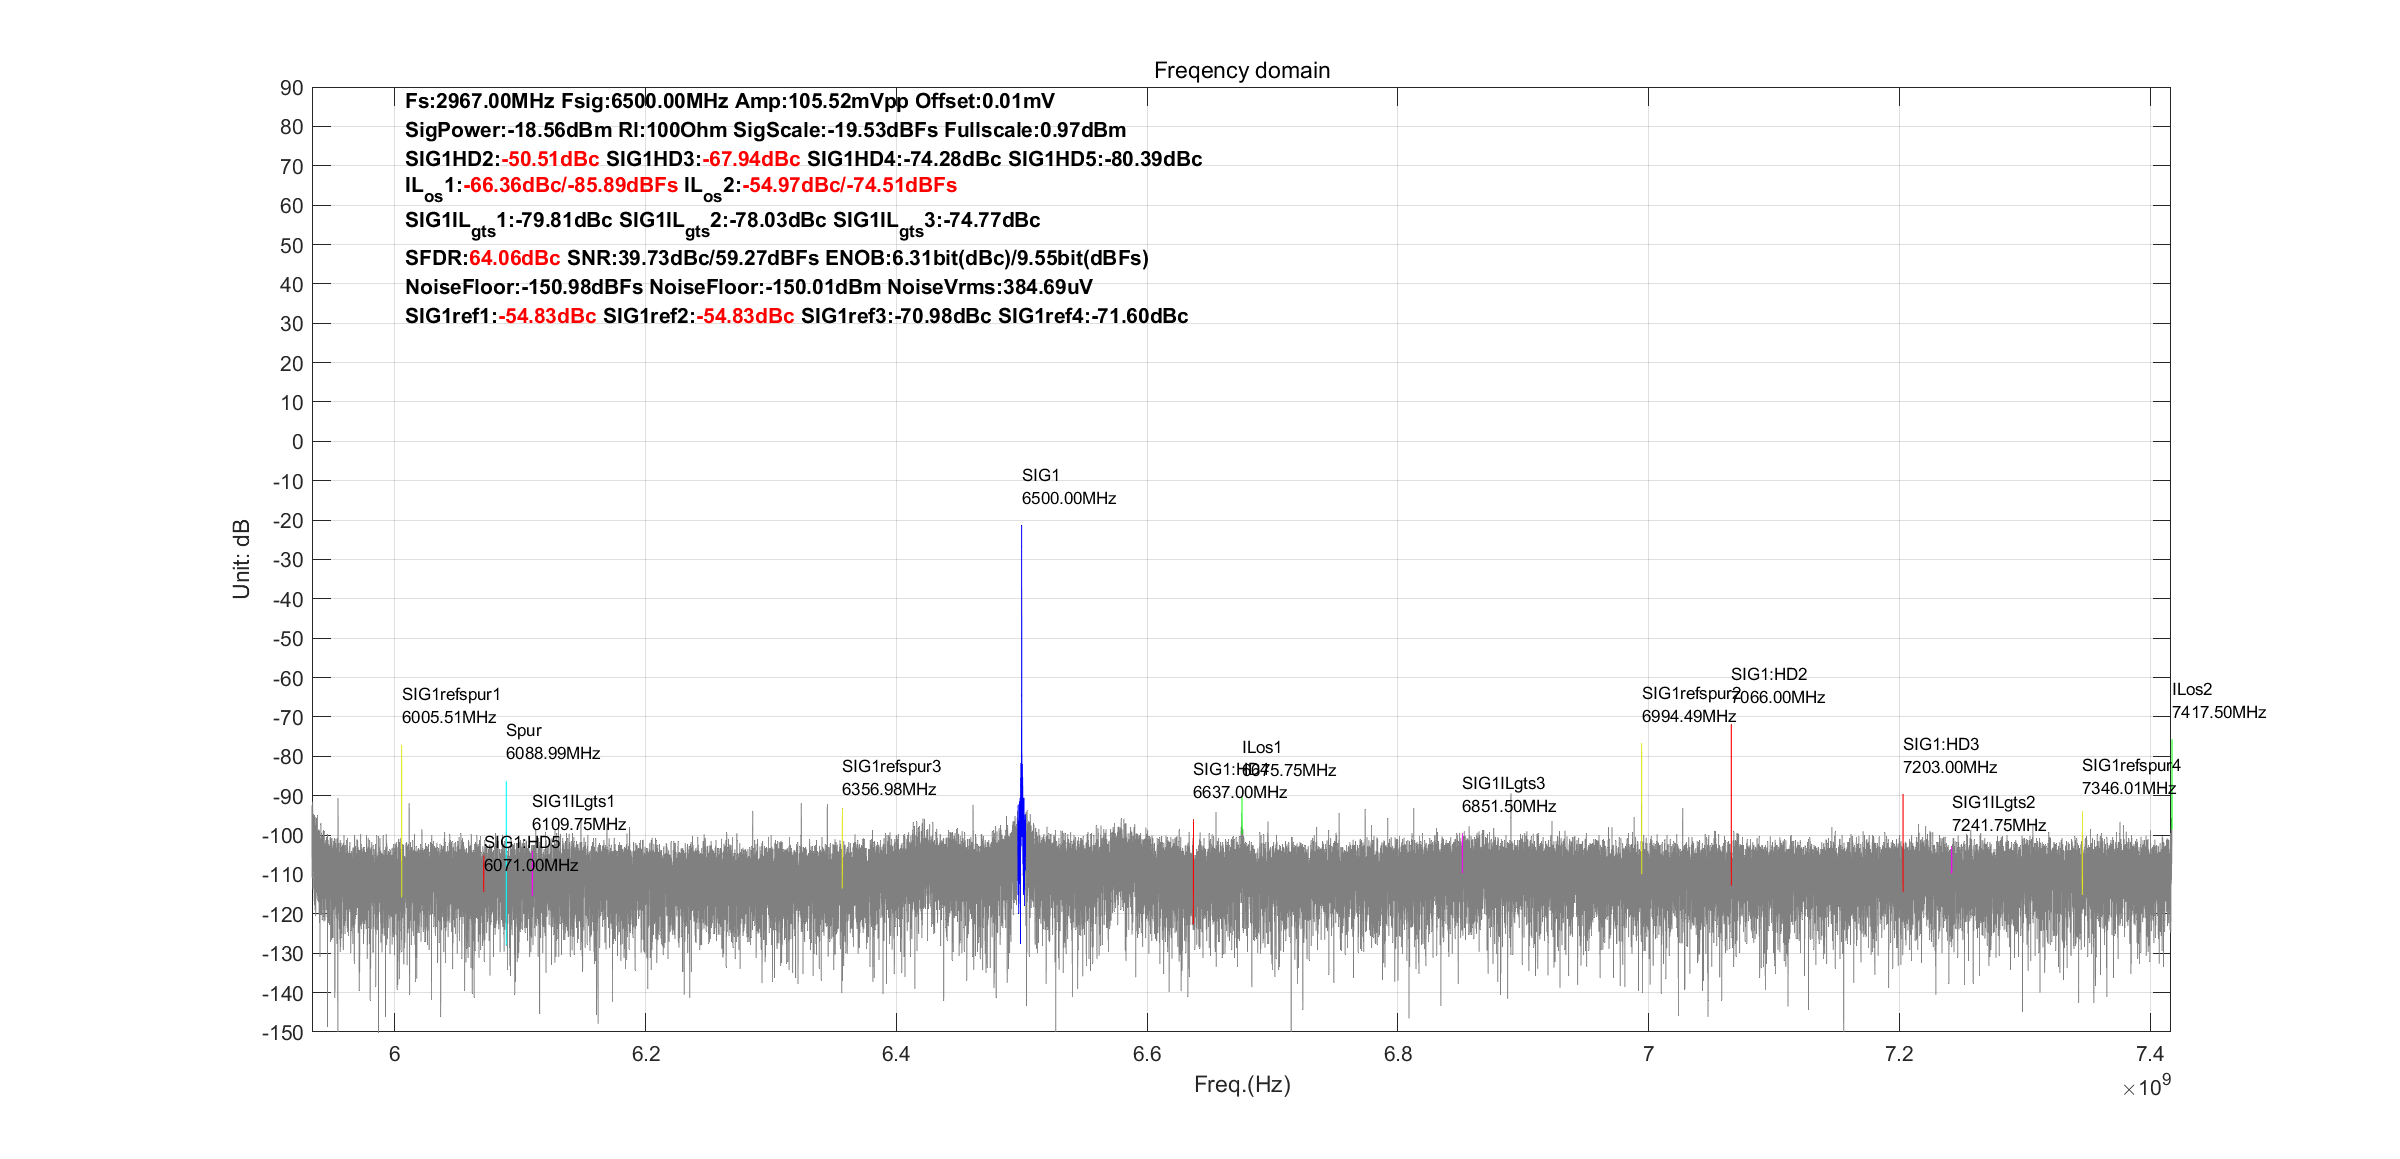 Freqency domain
Fs:2967.00MHz Fsig:6500.00MHz Amp:105.52mVpp Offset:0.01mV
SigPower:-18.56dBm Rl:100Ohm SigScale:-19.53dBFs Fullscale:0.97dBm
SIG1HD2:-50.51dBc SIG1HD3:-67.94dBc SIG1HD4:-74.28dBc SIG1HD5:-80.39dBc
ILos1:-66.36dBc/-85.89dBFs ILos2:-54.97dBc/-74.51dBFs
SIG1ILgts1:-79.81dBc SIG1ILgts2:-78.03dBc SIG1ILgts3:-74.77dBc
SFDR:64.06dBc SNR:39.73dBc/59.27dBFs ENOB:6.31bit(dBc)/9.55bit(dBFs)
NoiseFloor:-150.98dBFs NoiseFloor:-150.01dBm NoiseVrms:384.69uV
SIG1ref1:-54.83dBc SIG1ref2:-54.83dBc SIG1ref3:-70.98dBc SIG1ref4:-71.60dBc
90
80
70
60
50
40
30
20
10
0
-10
-20
-30
-40
-50
-60
-70
-80
-90
-100
-110
-120
-130
-140
-150
Unit: dB
SIG1
6500.00MHz
SIG1refspur1
6005.51MHz
Spur
6088.99MHz
SIG1ILgts1
6109.75MHz
SIG1:HD5
6071.00MHz
SIG1refspur3
6356.98MHz
ILos1
6675.75MHz
SIG1:HD4
6637.00MHz
SIG1ILgts3
6851.50MHz
SIG1refspur2
6994.49MHz
SIG1:HD2
7066.00MHz
SIG1:HD3
7203.00MHz
SIG1ILgts2
7241.75MHz
SIG1refspur4
7346.01MHz
ILos2
7417.50MHz
6 6.2 6.4 6.6 6.8 7 7.2 7.4
Freq.(Hz)
×10^9